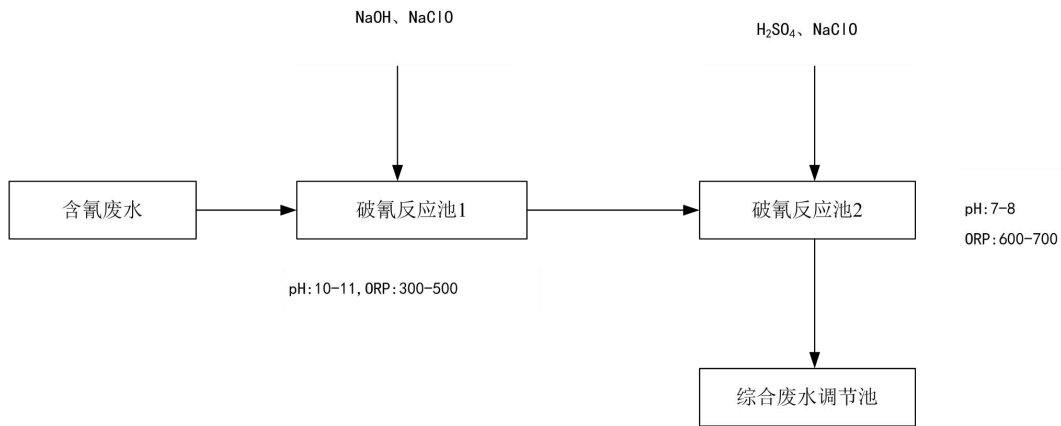 NaOH、NaClO
H₂SO₄、NaClO
含氰废水
破氰反应池1
破氰反应池2
pH:7-8
ORP:600-700
pH:10-11,ORP:300-500
综合废水调节池